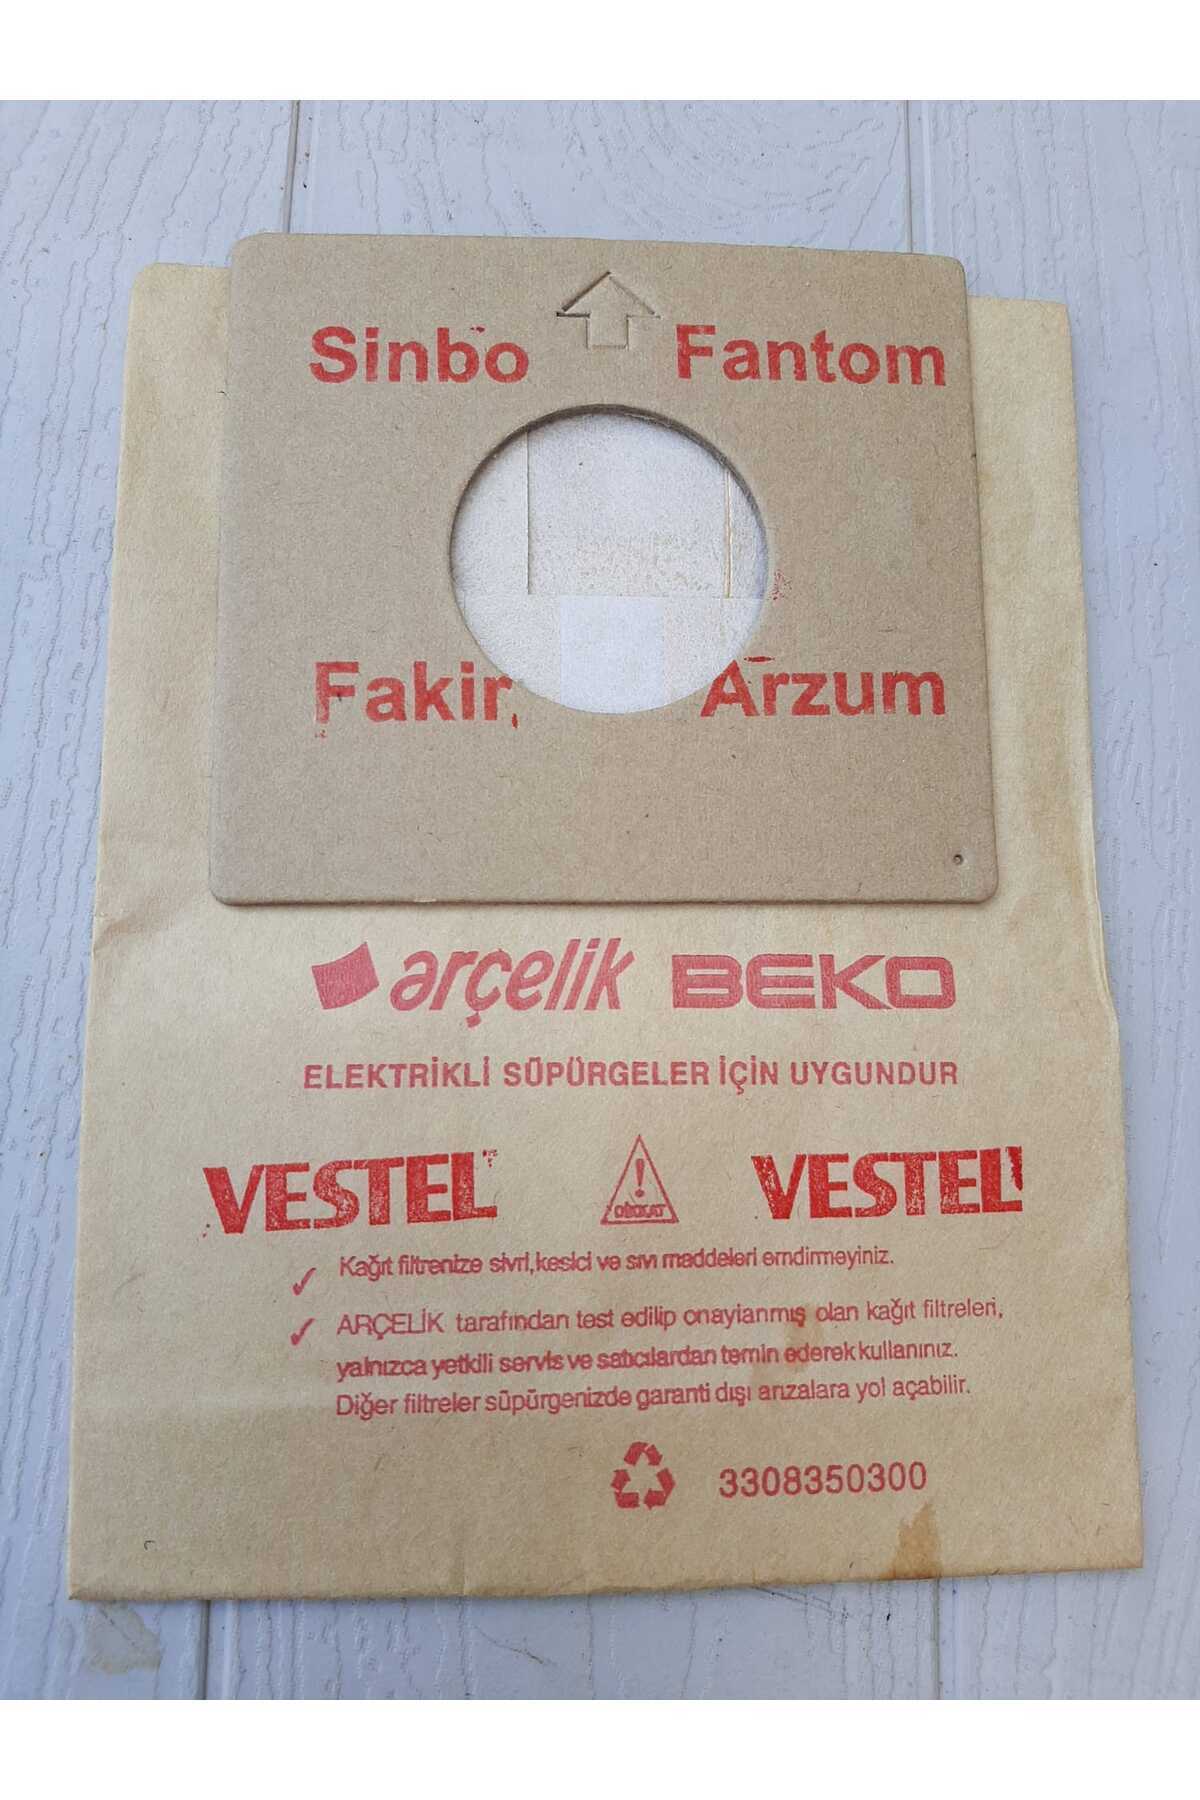 Sinbo Fantom
Fakir Arzum
arçelik BEKO
ELEKTRİKLİ SÜPÜRGELER İÇİN UYGUNDUR
VESTEL DİKKAT VESTEL
Kağıt filtrenize sivri, kesici ve sıvı maddeleri emdirmeyiniz.
ARÇELİK tarafından test edilip onaylanmış olan kağıt filtreleri,
yalnızca yetkili servis ve satıcılardan temin ederek kullanınız.
Diğer filtreler süpürgenizde garanti dışı arızalara yol açabilir.
3308350300